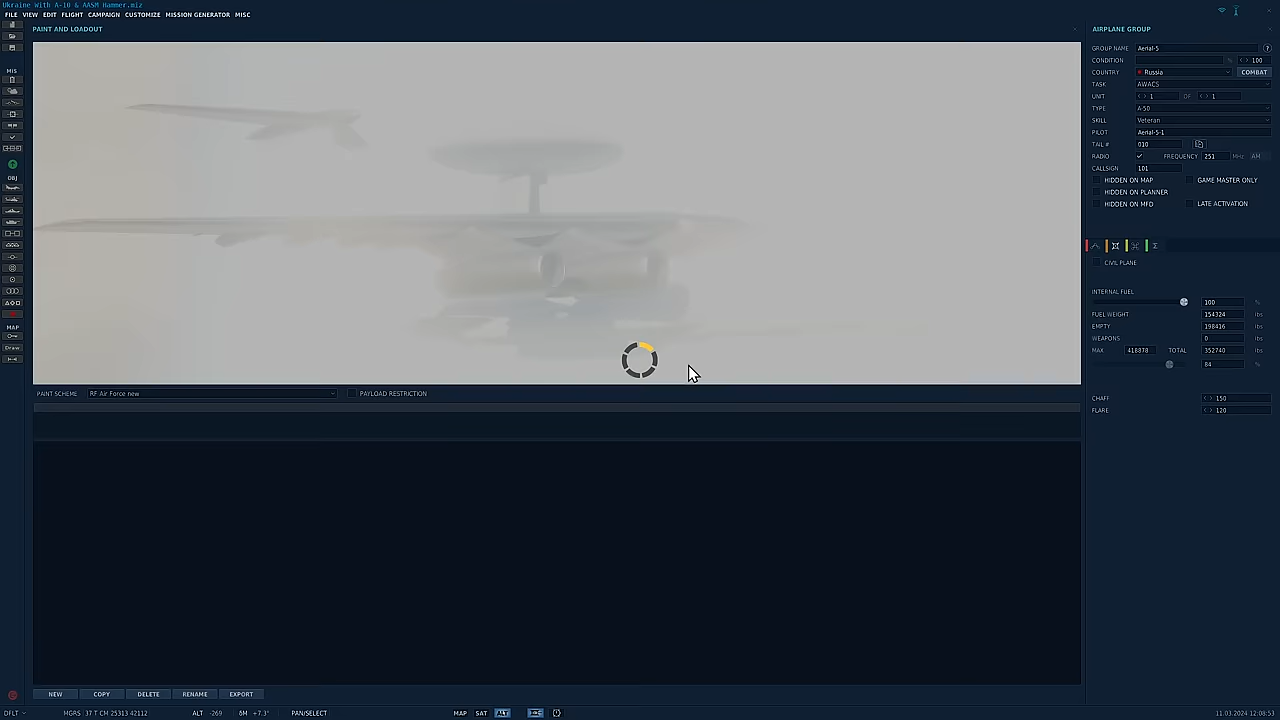 Ukraine With A-10 & AASM Hammer.miz
FILE VIEW EDIT FLIGHT CAMPAIGN CUSTOMIZE MISSION GENERATOR MISC
PAINT AND LOADOUT
AIRPLANE GROUP
GROUP NAME Aerial-5 ?
CONDITION % <> 100
COUNTRY Russia COMBAT
TASK AWACS
MIS
UNIT <> 1 OF <> 1
TYPE A-50
SKILL Veteran
PILOT Aerial-5-1
TAIL # 010
RADIO FREQUENCY 251 MHz AM
CALLSIGN 101
OBJ
HIDDEN ON MAP GAME MASTER ONLY
HIDDEN ON PLANNER
HIDDEN ON MFD LATE ACTIVATION
Σ
CIVIL PLANE
INTERNAL FUEL
100 %
FUEL WEIGHT 154324 lbs
EMPTY 198416 lbs
MAP
WEAPONS 0 lbs
Draw
MAX 418878 TOTAL 352740 lbs
84 %
PAINT SCHEME RF Air Force new PAYLOAD RESTRICTION
CHAFF <> 150
FLARE <> 120
NEW COPY DELETE RENAME EXPORT
DFLT MGRS 37 T CM 25313 42112 ALT -269 δM +7.3° PAN/SELECT MAP SAT ALT 11.03.2024 12:08:53